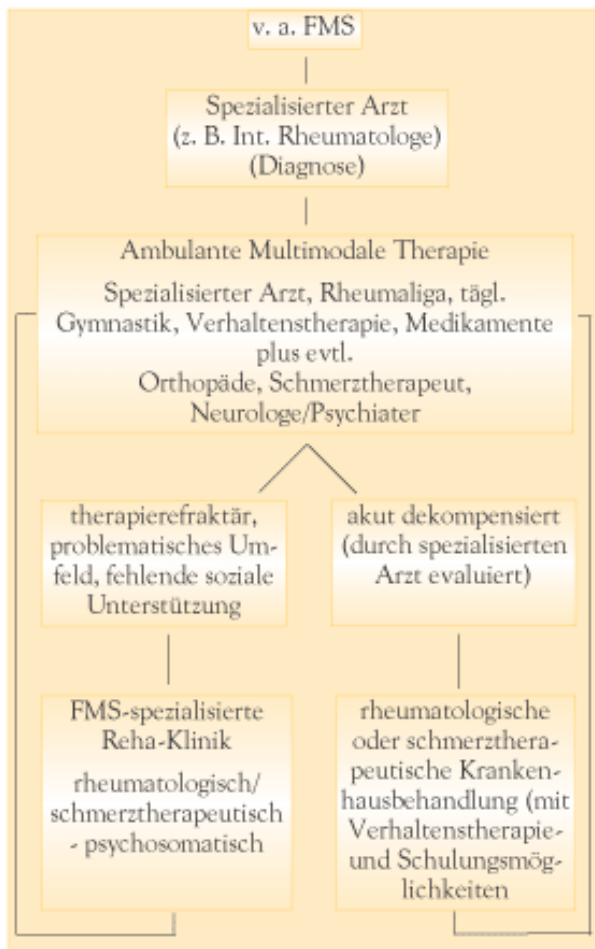 v. a. FMS
Spezialisierter Arzt
(z. B. Int. Rheumatologe)
(Diagnose)
Ambulante Multimodale Therapie
Spezialisierter Arzt, Rheumaliga, tägl.
Gymnastik, Verhaltenstherapie, Medikamente
plus evtl.
Orthopäde, Schmerztherapeut,
Neurologe/Psychiater
therapierefraktär,
problematisches Um-
feld, fehlende soziale
Unterstützung
akut dekompensiert
(durch spezialisierten
Arzt evaluiert)
FMS-spezialisierte
Reha-Klinik
rheumatologisch/
schmerztherapeutisch
- psychosomatisch
rheumatologische
oder schmerzthera-
peutische Kranken-
hausbehandlung (mit
Verhaltenstherapie-
und Schulungsmög-
lichkeiten